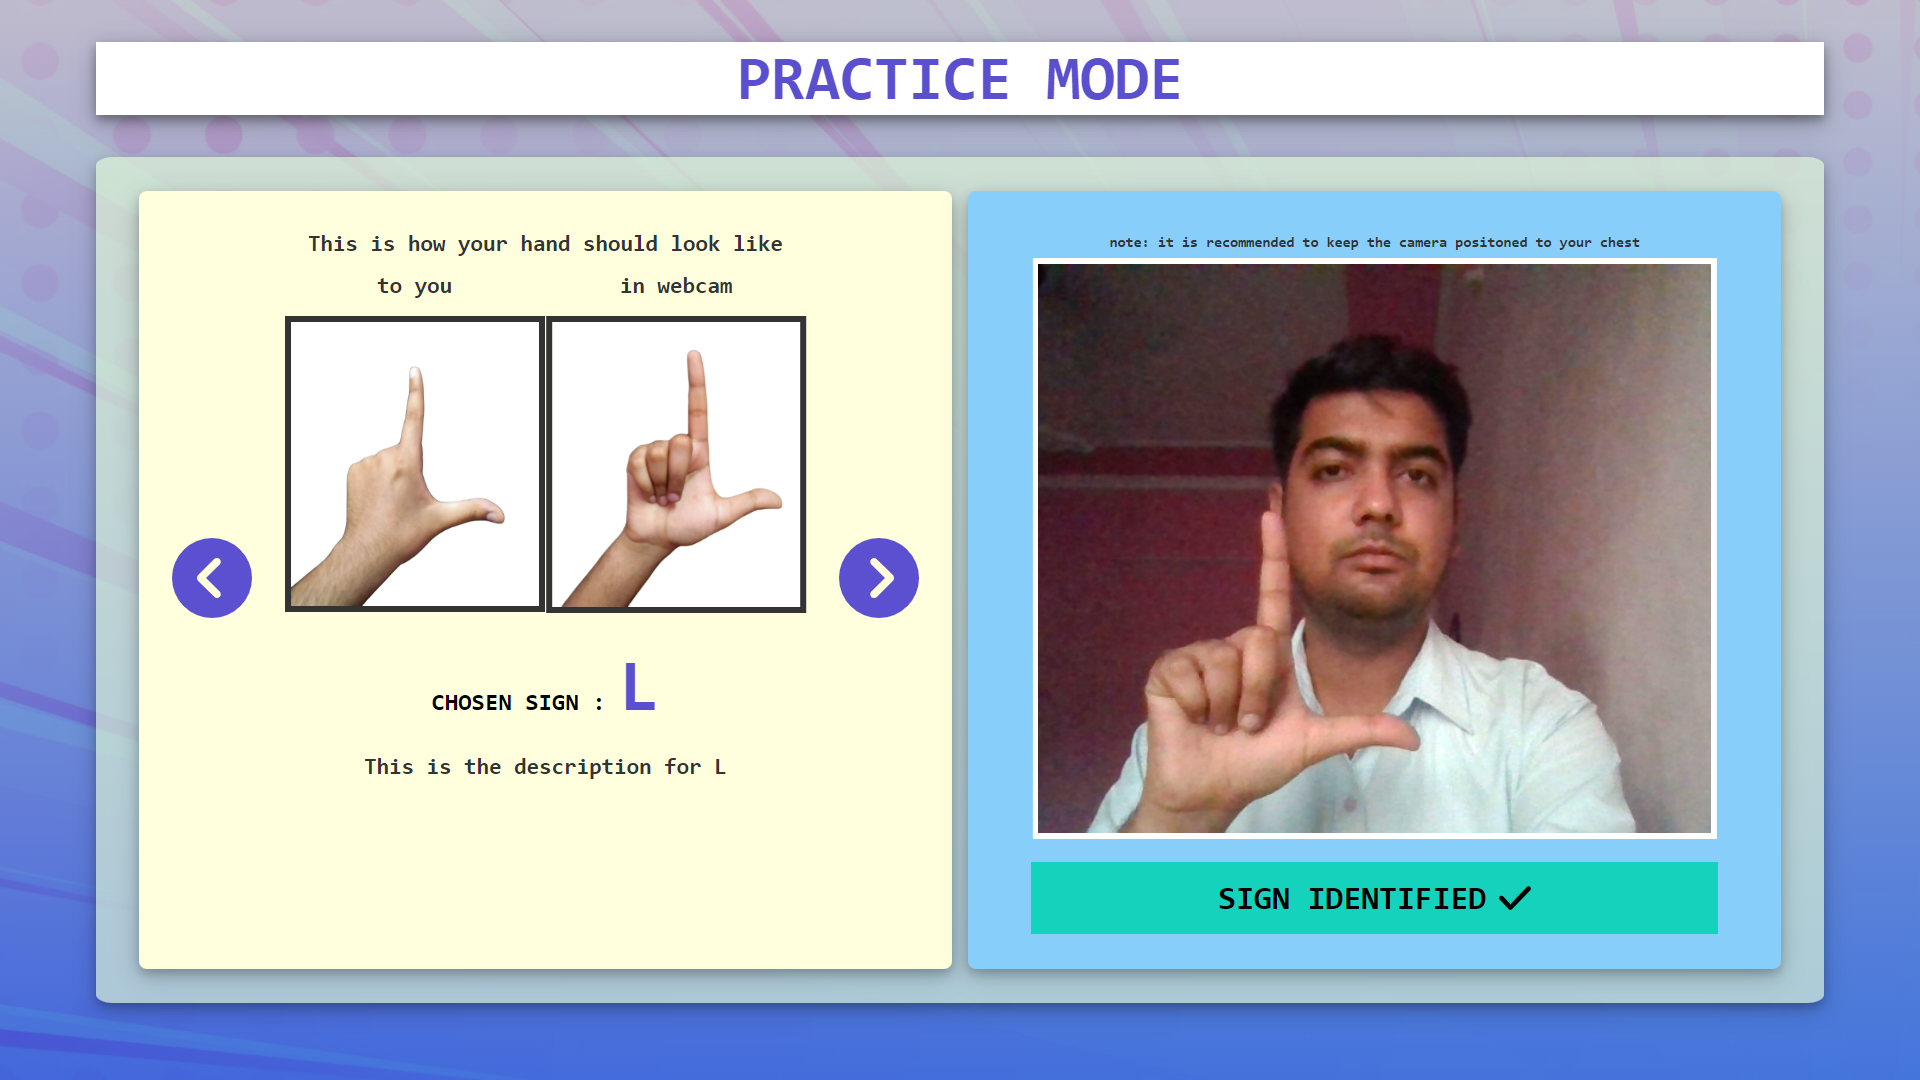 PRACTICE MODE
This is how your hand should look like
to you
in webcam
CHOSEN SIGN : L
This is the description for L
note: it is recommended to keep the camera positoned to your chest
SIGN IDENTIFIED